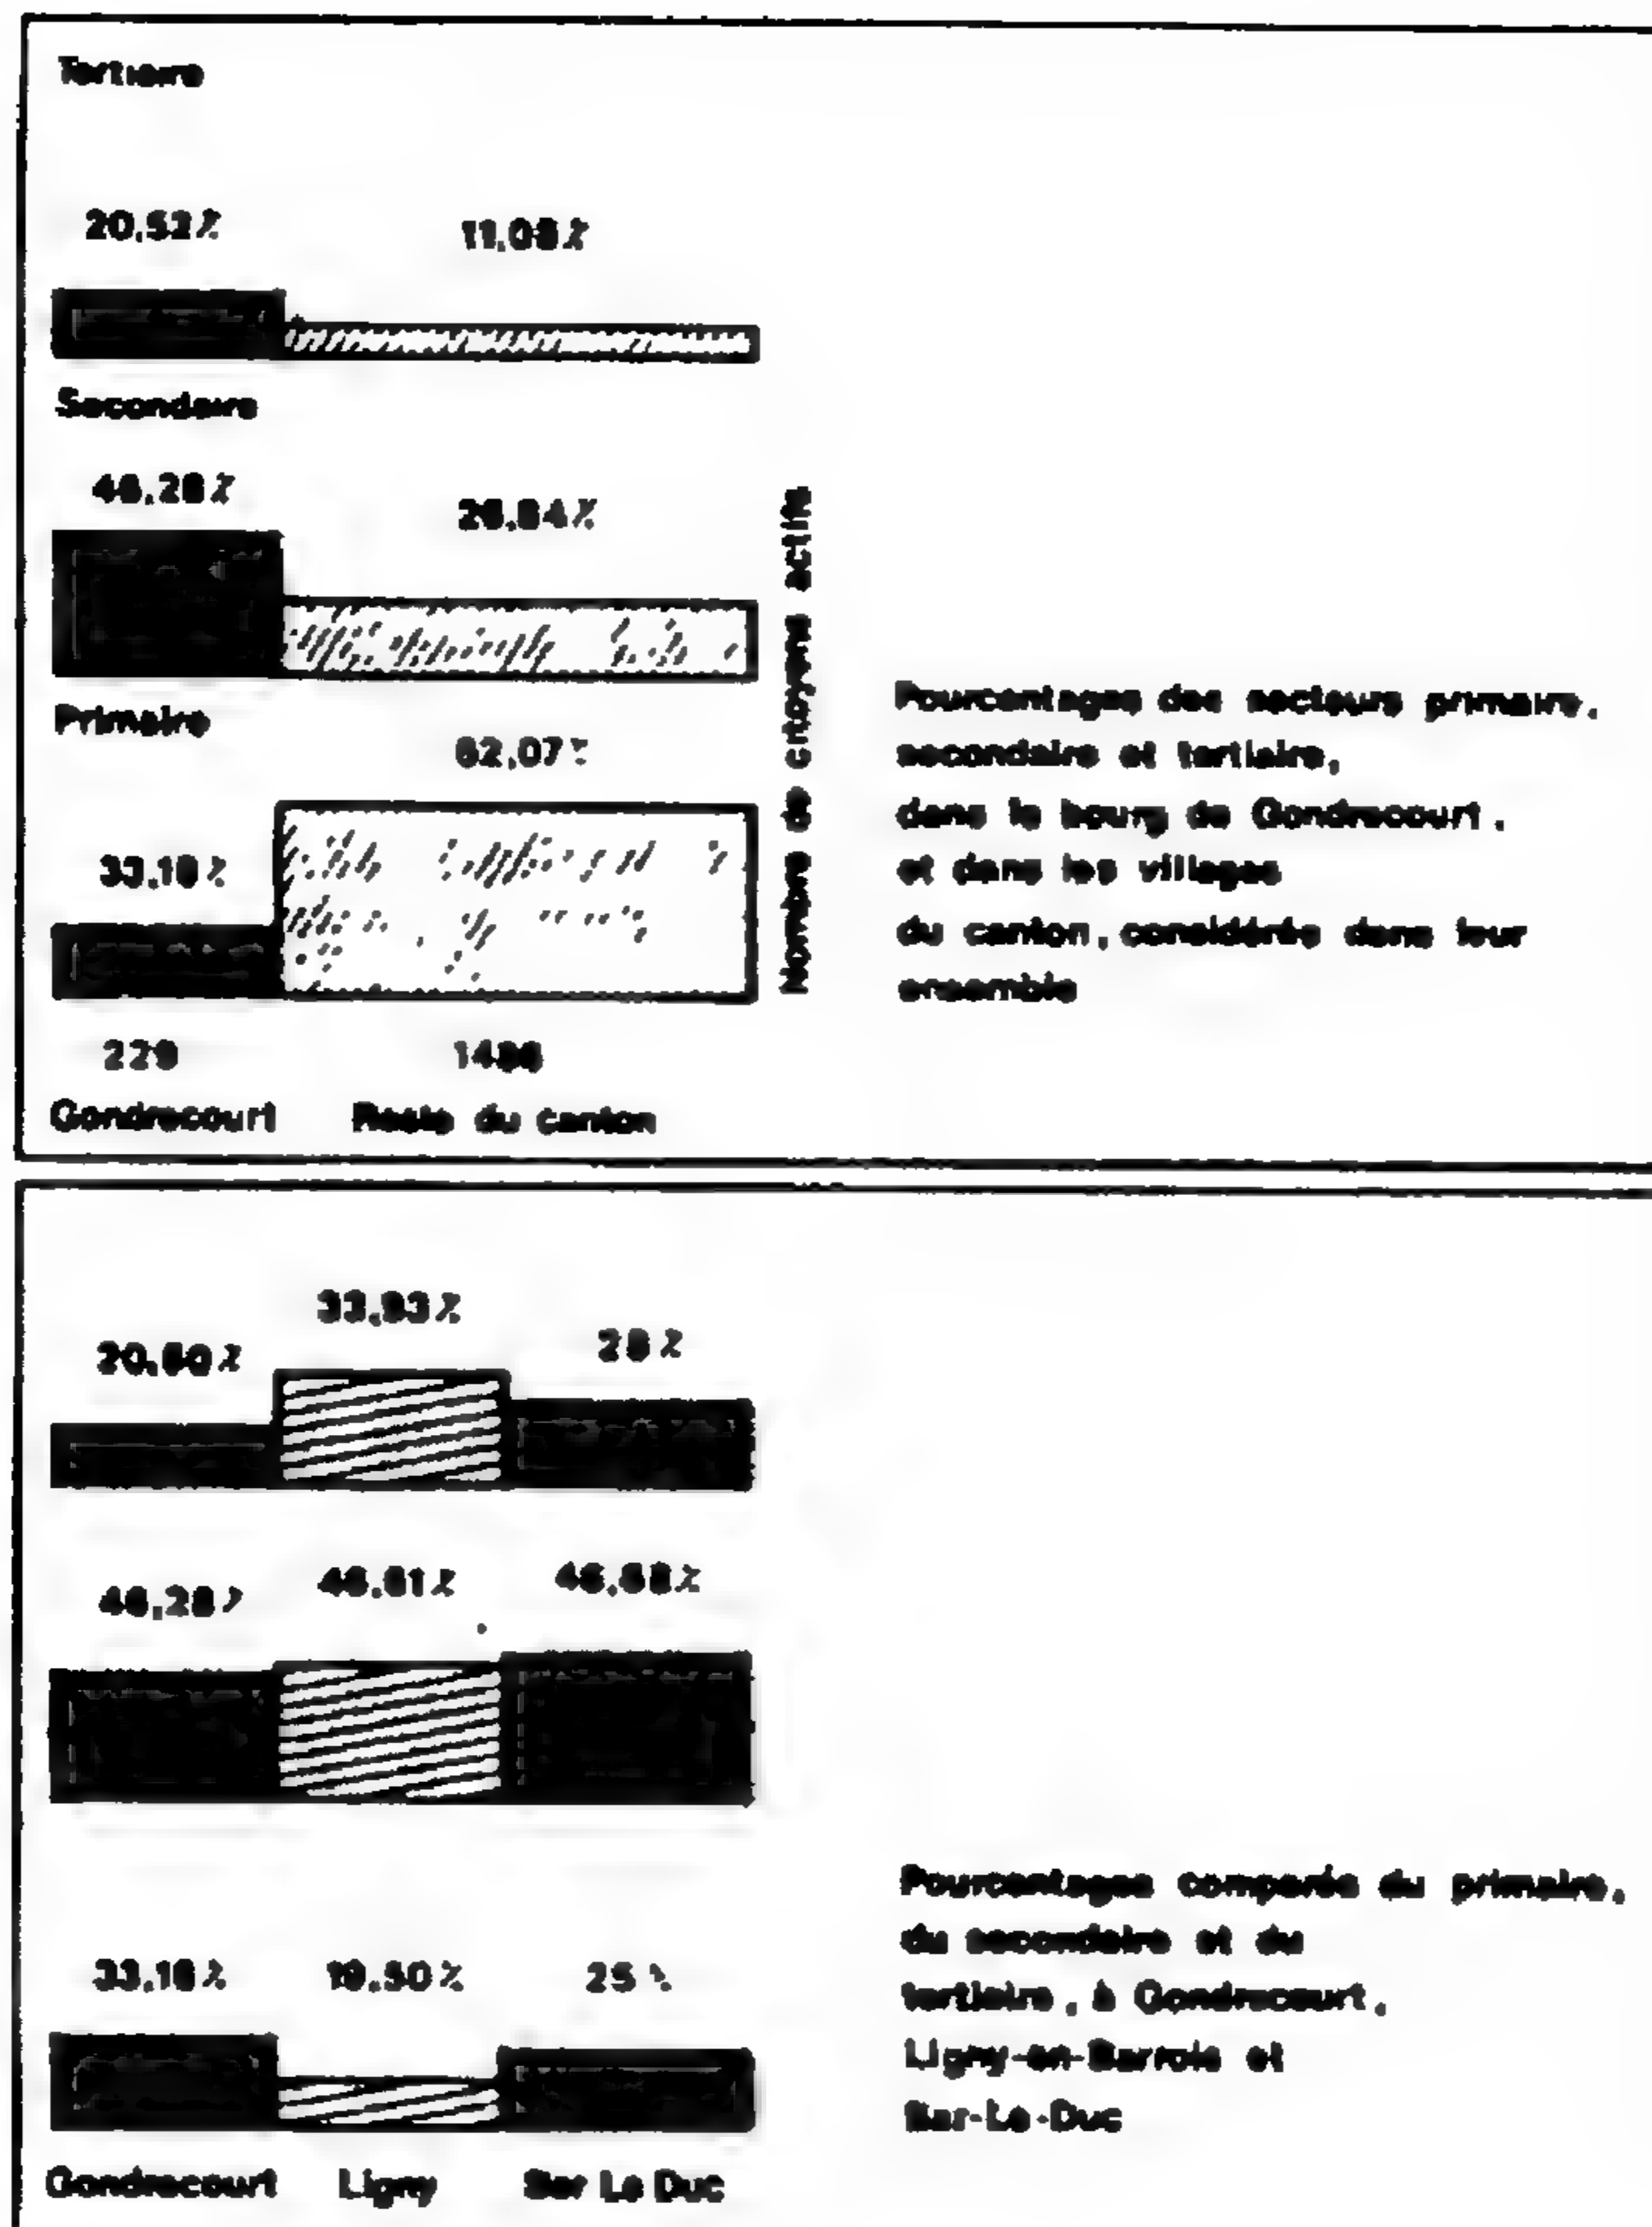 Tertiaire
20,52% 11,08%
Secondaire
46,28% 26,84%
Primaire
62,07%
33,18%
229 1486
Gondrecourt Reste du canton
Nombre de citoyens actifs
Pourcentages des secteurs primaire,
secondaire et tertiaire,
dans le bourg de Gondrecourt,
et dans les villages
du canton, considérés dans leur
ensemble
33,93%
20,50% 28%
46,28% 46,61% 46,68%
33,18% 19,50% 25%
Gondrecourt Ligny Bar Le Duc
Pourcentages comparés du primaire,
du secondaire et du
tertiaire, à Gondrecourt,
Ligny-en-Barrois et
Bar-Le-Duc